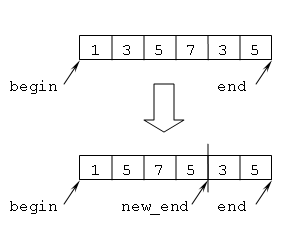 1 3 5 7 3 5
begin end
1 5 7 5 3 5
begin new_end end